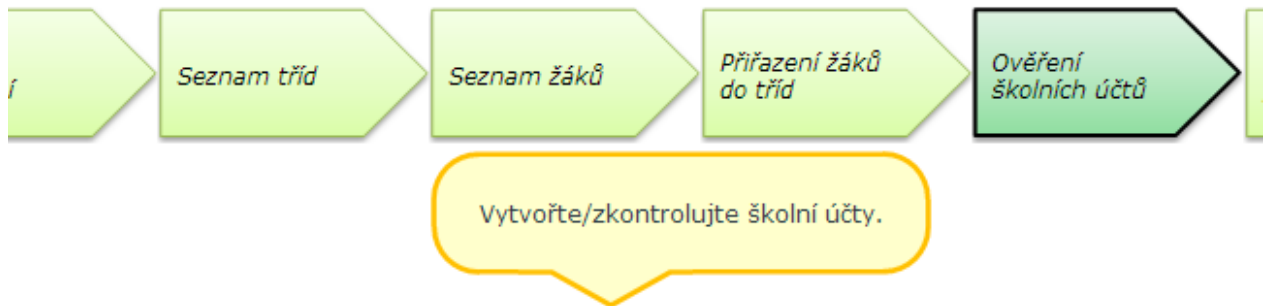 í
Seznam tříd
Seznam žáků
Přiřazení žáků
do tříd
Ověření
školních účtů
Vytvořte/zkontrolujte školní účty.